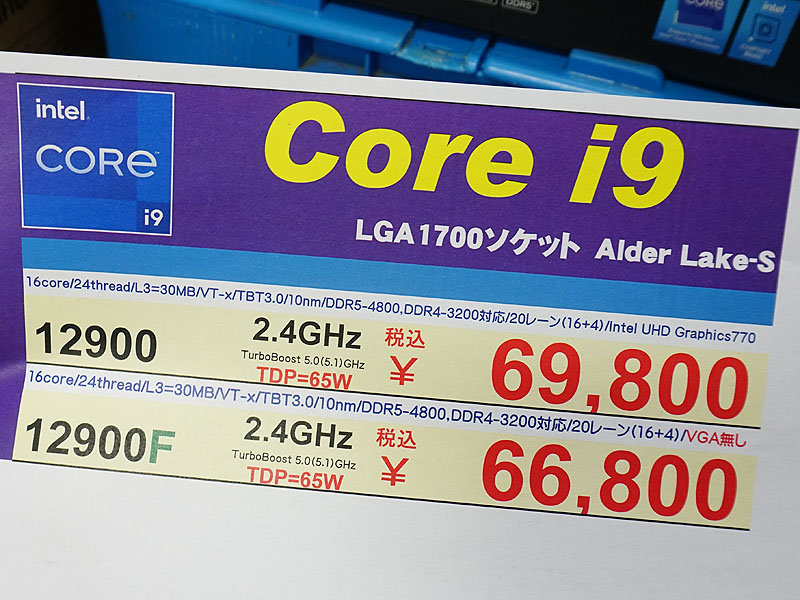 DDR5
intel
CORE
intel
intel
CORE™
i9
Core i9
LGA1700ソケット Alder Lake-S
16core/24thread/L3=30MB/VT-x/TBT3.0/10nm/DDR5-4800,DDR4-3200対応/20レーン(16+4)/Intel UHD Graphics770
12900 2.4GHz 税込 ¥ 69,800
TurboBoost 5.0(5.1)GHz
TDP=65W
16core/24thread/L3=30MB/VT-x/TBT3.0/10nm/DDR5-4800,DDR4-3200対応/20レーン(16+4)/VGA無し
12900F 2.4GHz 税込 ¥ 66,800
TurboBoost 5.0(5.1)GHz
TDP=65W